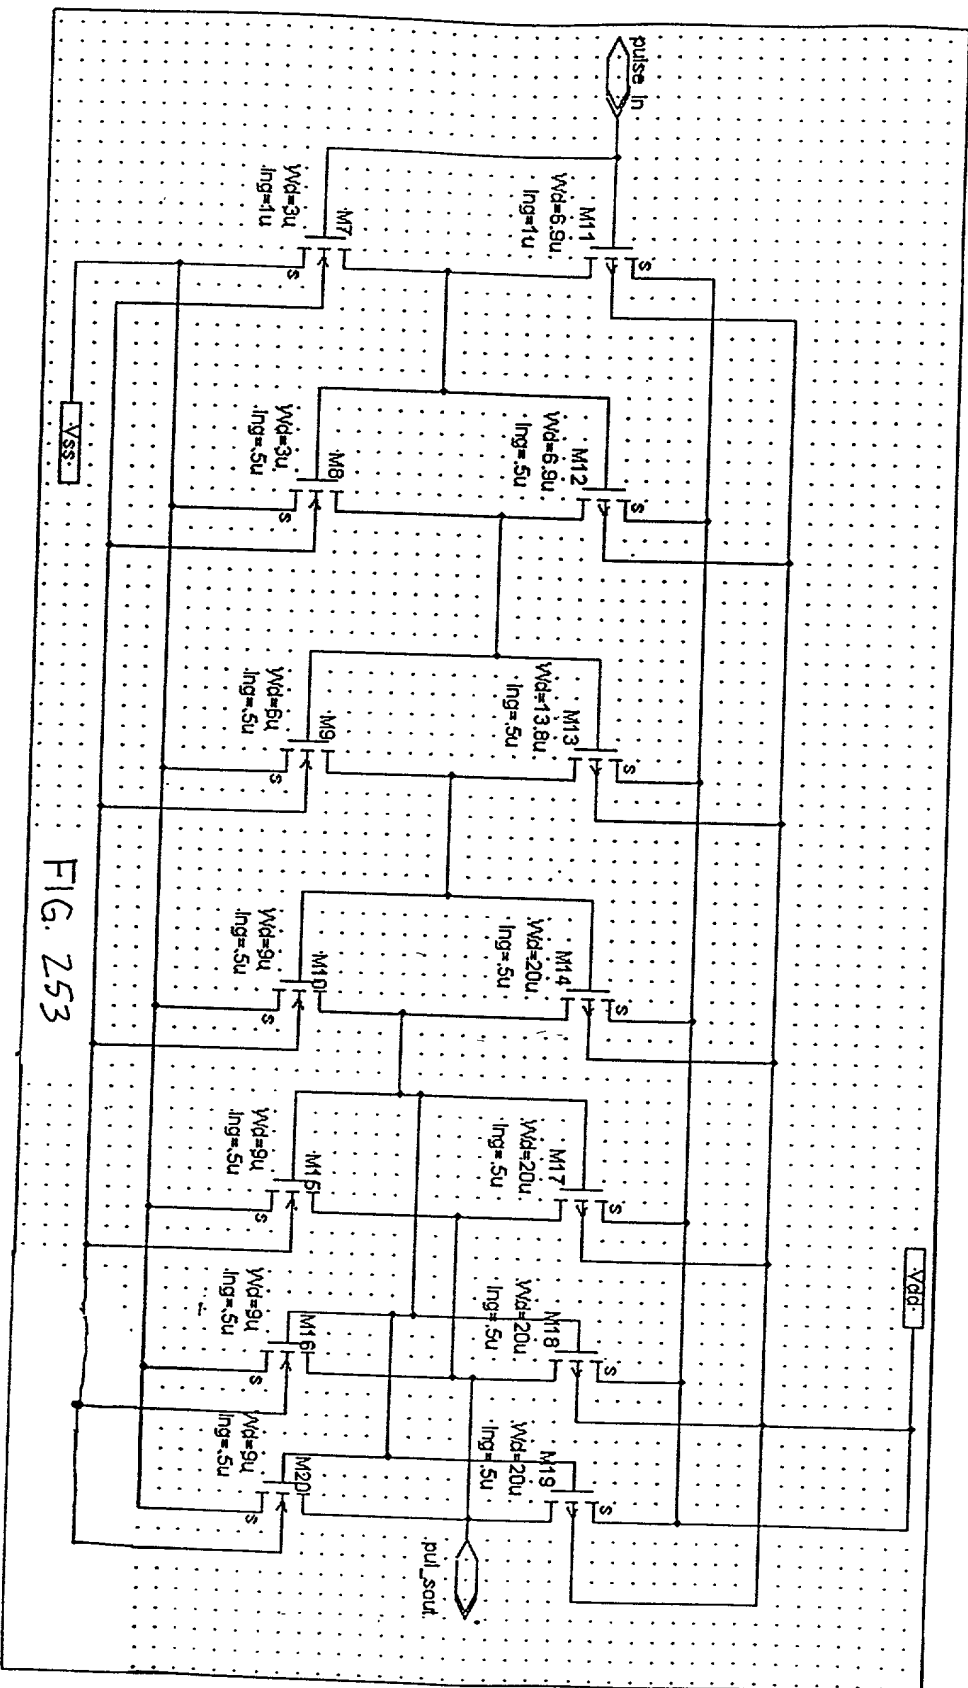 pulse_in
M11
Wd=6.9u
lng=1u
S
M7
Wd=3u
lng=1u
S
Vss
M12
Wd=6.9u
lng=.5u
S
M8
Wd=3u
lng=.5u
S
M13
Wd=13.8u
lng=.5u
S
M9
Wd=6u
lng=.5u
S
M14
Wd=20u
lng=.5u
S
M10
Wd=9u
lng=.5u
S
M17
Wd=20u
lng=.5u
S
M15
Wd=9u
lng=.5u
S
Vdd
M18
Wd=20u
lng=.5u
S
M16
Wd=9u
lng=.5u
S
M19
Wd=20u
lng=.5u
S
M20
Wd=9u
lng=.5u
S
pul_sout
FIG. 253